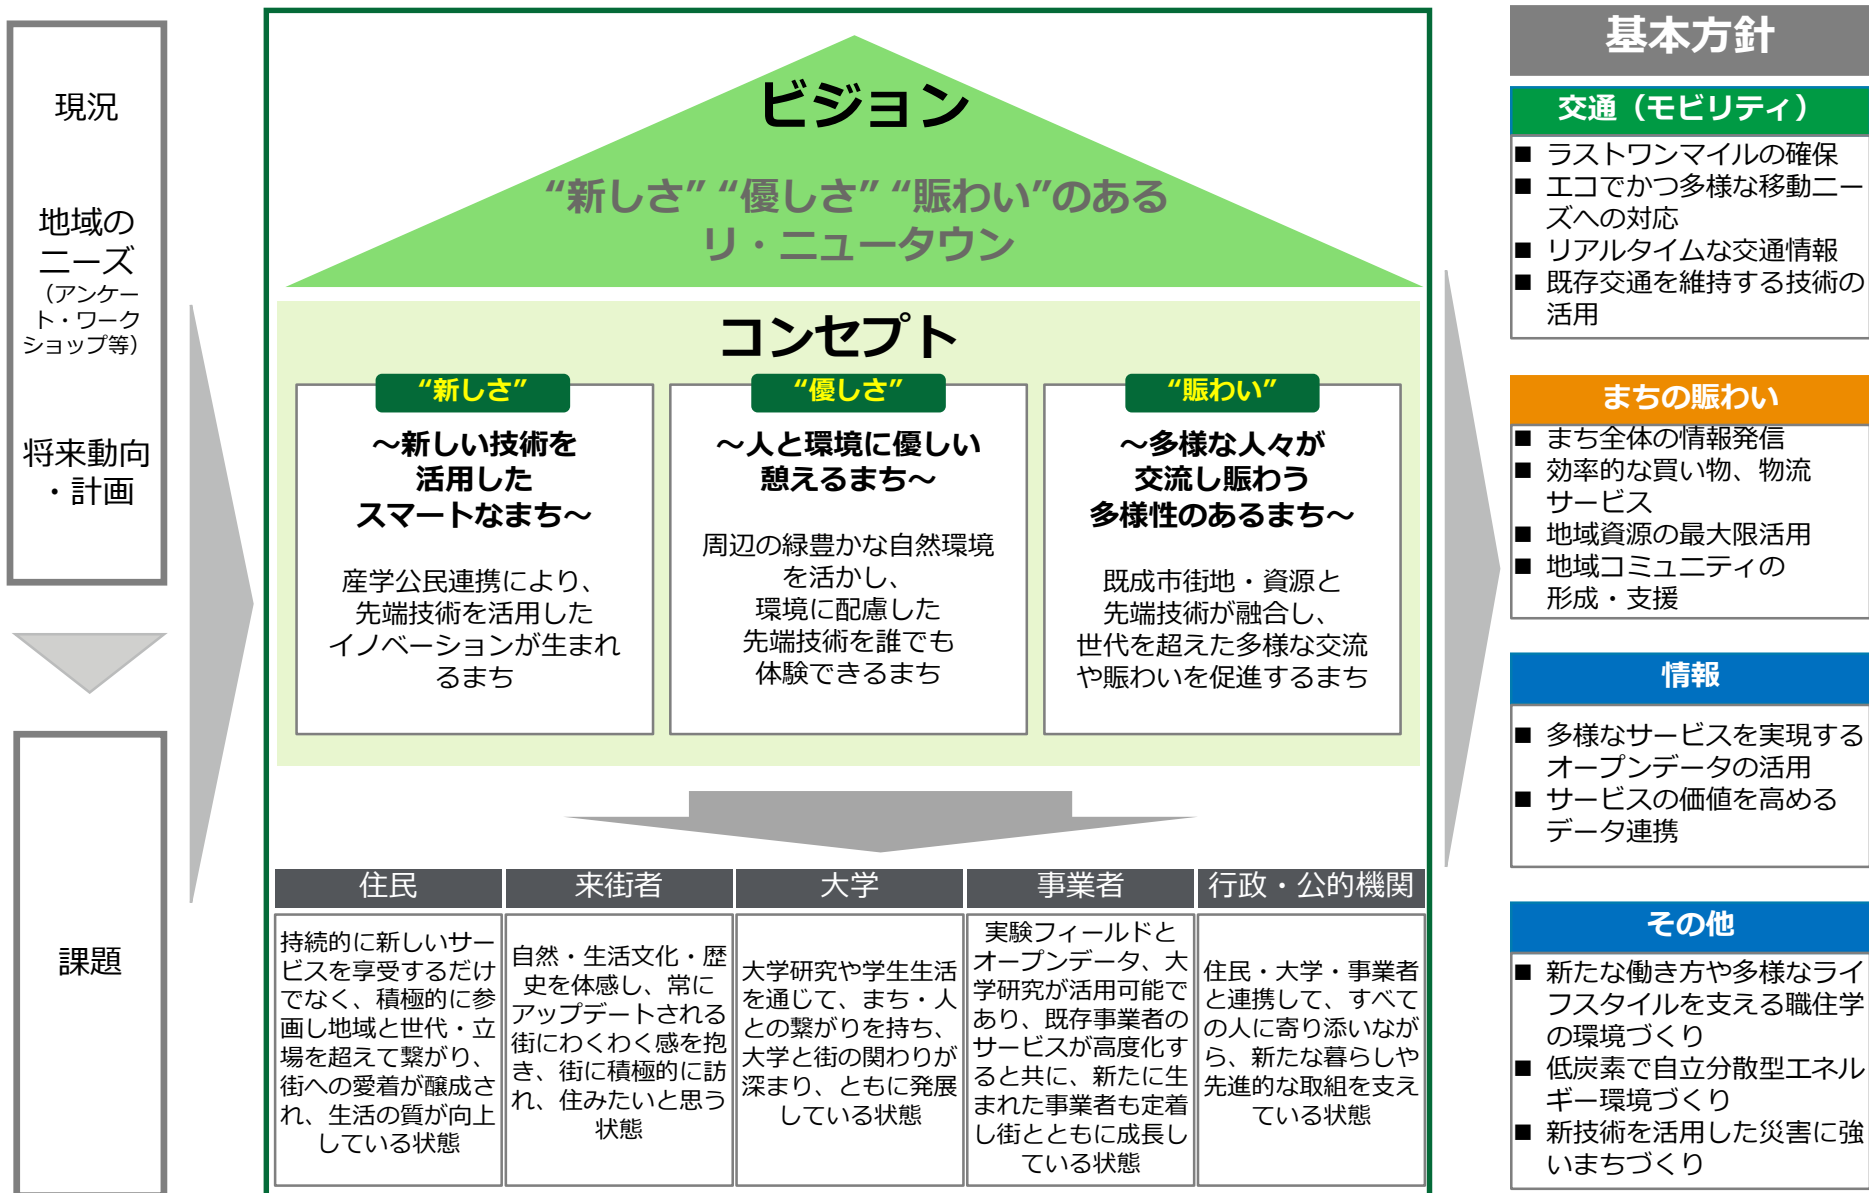 現況
地域の
ニーズ
（アンケー
ト・ワーク
ショップ等）
将来動向
・計画
課題
ビジョン
“新しさ” “優しさ” “賑わい”のある
リ・ニュータウン
コンセプト
“新しさ”
～新しい技術を
活用した
スマートなまち～
産学公民連携により、
先端技術を活用した
イノベーションが生まれ
るまち
“優しさ”
～人と環境に優しい
憩えるまち～
周辺の緑豊かな自然環境
を活かし、
環境に配慮した
先端技術を誰でも
体験できるまち
“賑わい”
～多様な人々が
交流し賑わう
多様性のあるまち～
既成市街地・資源と
先端技術が融合し、
世代を超えた多様な交流
や賑わいを促進するまち
住民
持続的に新しいサー
ビスを享受するだけ
でなく、積極的に参
画し地域と世代・立
場を超えて繋がり、
街への愛着が醸成さ
れ、生活の質が向上
している状態
来街者
自然・生活文化・歴
史を体感し、常に
アップデートされる
街にわくわく感を抱
き、街に積極的に訪
れ、住みたいと思う
状態
大学
大学研究や学生生活
を通じて、まち・人
との繋がりを持ち、
大学と街の関わりが
深まり、ともに発展
している状態
事業者
実験フィールドと
オープンデータ、大
学研究が活用可能で
あり、既存事業者の
サービスが高度化す
ると共に、新たに生
まれた事業者も定着
し街とともに成長し
ている状態
行政・公的機関
住民・大学・事業者
と連携して、すべて
の人に寄り添いなが
ら、新たな暮らしや
先進的な取組を支え
ている状態
基本方針
交通（モビリティ）
■ ラストワンマイルの確保
■ エコでかつ多様な移動ニー
ズへの対応
■ リアルタイムな交通情報
■ 既存交通を維持する技術の
活用
まちの賑わい
■ まち全体の情報発信
■ 効率的な買い物、物流
サービス
■ 地域資源の最大限活用
■ 地域コミュニティの
形成・支援
情報
■ 多様なサービスを実現する
オープンデータの活用
■ サービスの価値を高める
データ連携
その他
■ 新たな働き方や多様なライ
フスタイルを支える職住学
の環境づくり
■ 低炭素で自立分散型エネル
ギー環境づくり
■ 新技術を活用した災害に強
いまちづくり